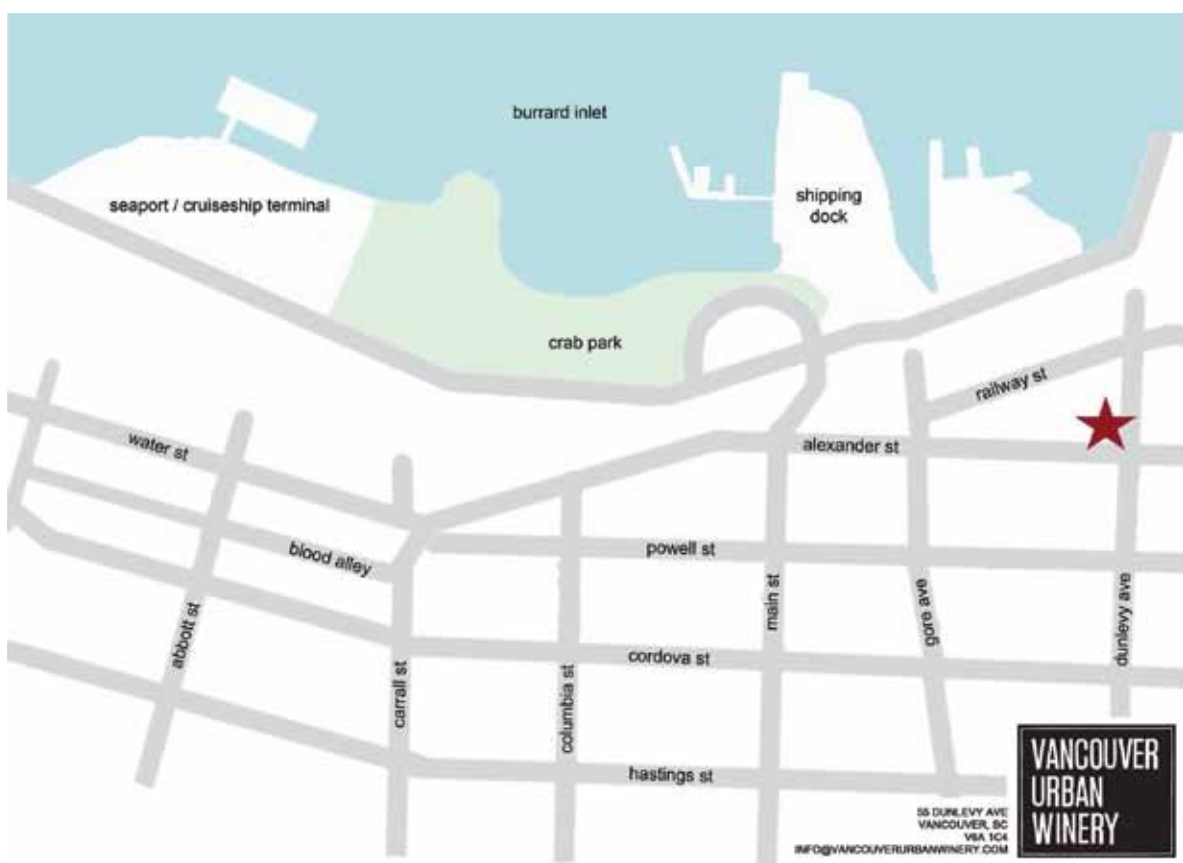 burrard inlet
seaport / cruiseship terminal
shipping
dock
crab park
railway st
water st
alexander st
blood alley
powell st
abbott st
main st
gore ave
dunlevy ave
cordova st
carrall st
columbia st
hastings st
VANCOUVER
URBAN
WINERY
55 DUNLEVY AVE
VANCOUVER, BC
V6A 1C4
INFO@VANCOUVERURBANWINERY.COM